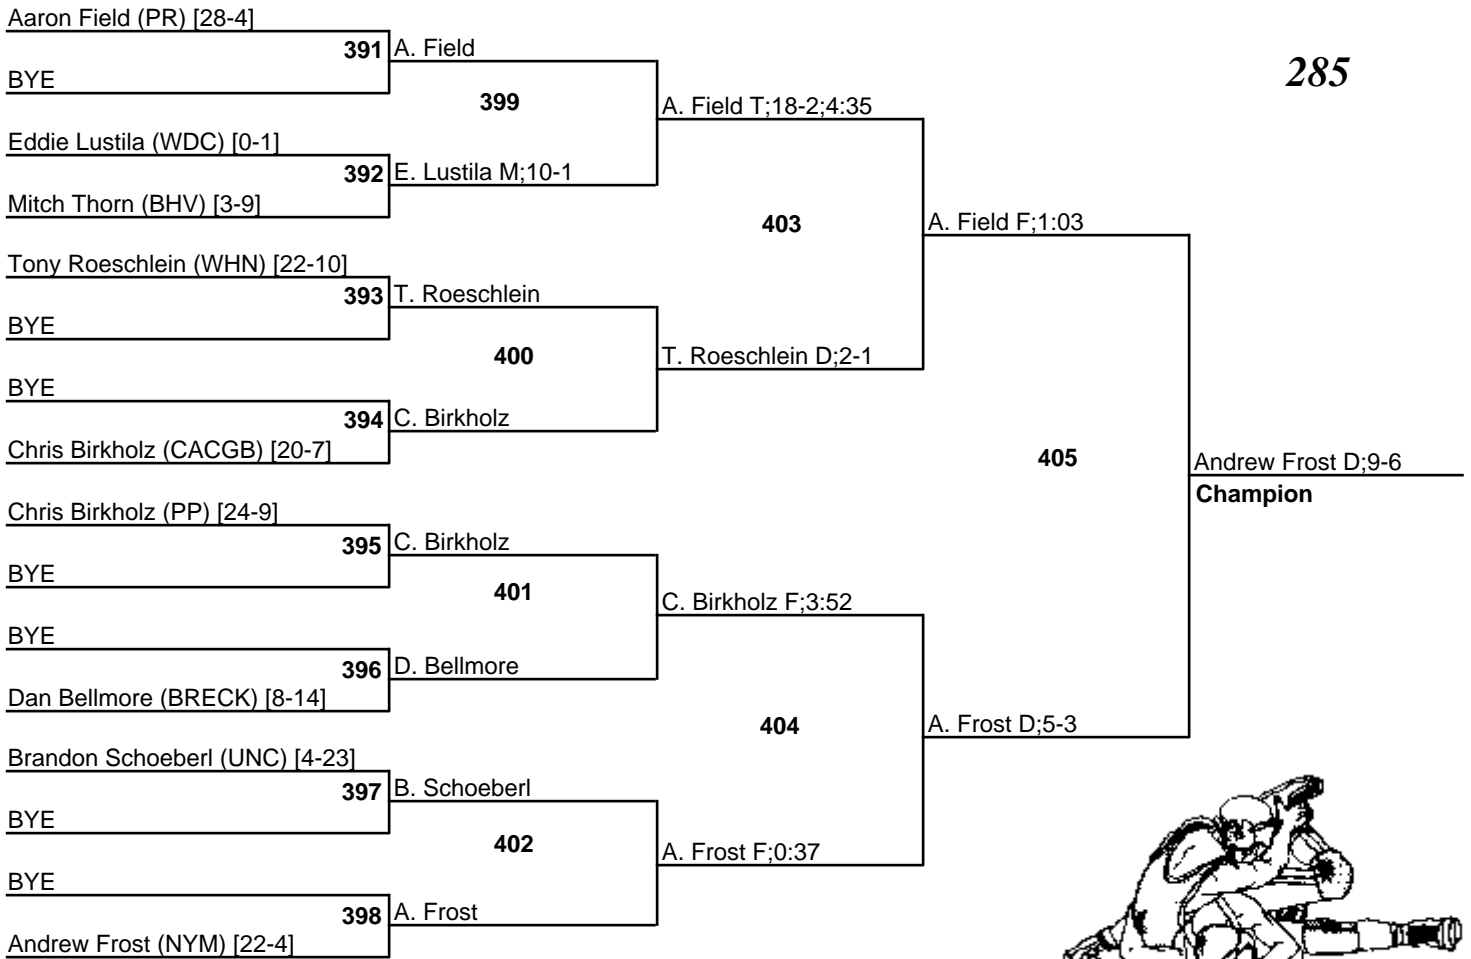 Aaron Field (PR) [28-4]
391 A. Field
BYE
285
399
A. Field T;18-2;4:35
Eddie Lustila (WDC) [0-1]
392 E. Lustila M;10-1
Mitch Thorn (BHV) [3-9]
403
A. Field F;1:03
Tony Roeschlein (WHN) [22-10]
393 T. Roeschlein
BYE
400
T. Roeschlein D;2-1
BYE
394 C. Birkholz
Chris Birkholz (CACGB) [20-7]
405
Andrew Frost D;9-6
Champion
Chris Birkholz (PP) [24-9]
395 C. Birkholz
BYE
401
C. Birkholz F;3:52
BYE
396 D. Bellmore
Dan Bellmore (BRECK) [8-14]
404
A. Frost D;5-3
Brandon Schoeberl (UNC) [4-23]
397 B. Schoeberl
BYE
402
A. Frost F;0:37
BYE
398 A. Frost
Andrew Frost (NYM) [22-4]